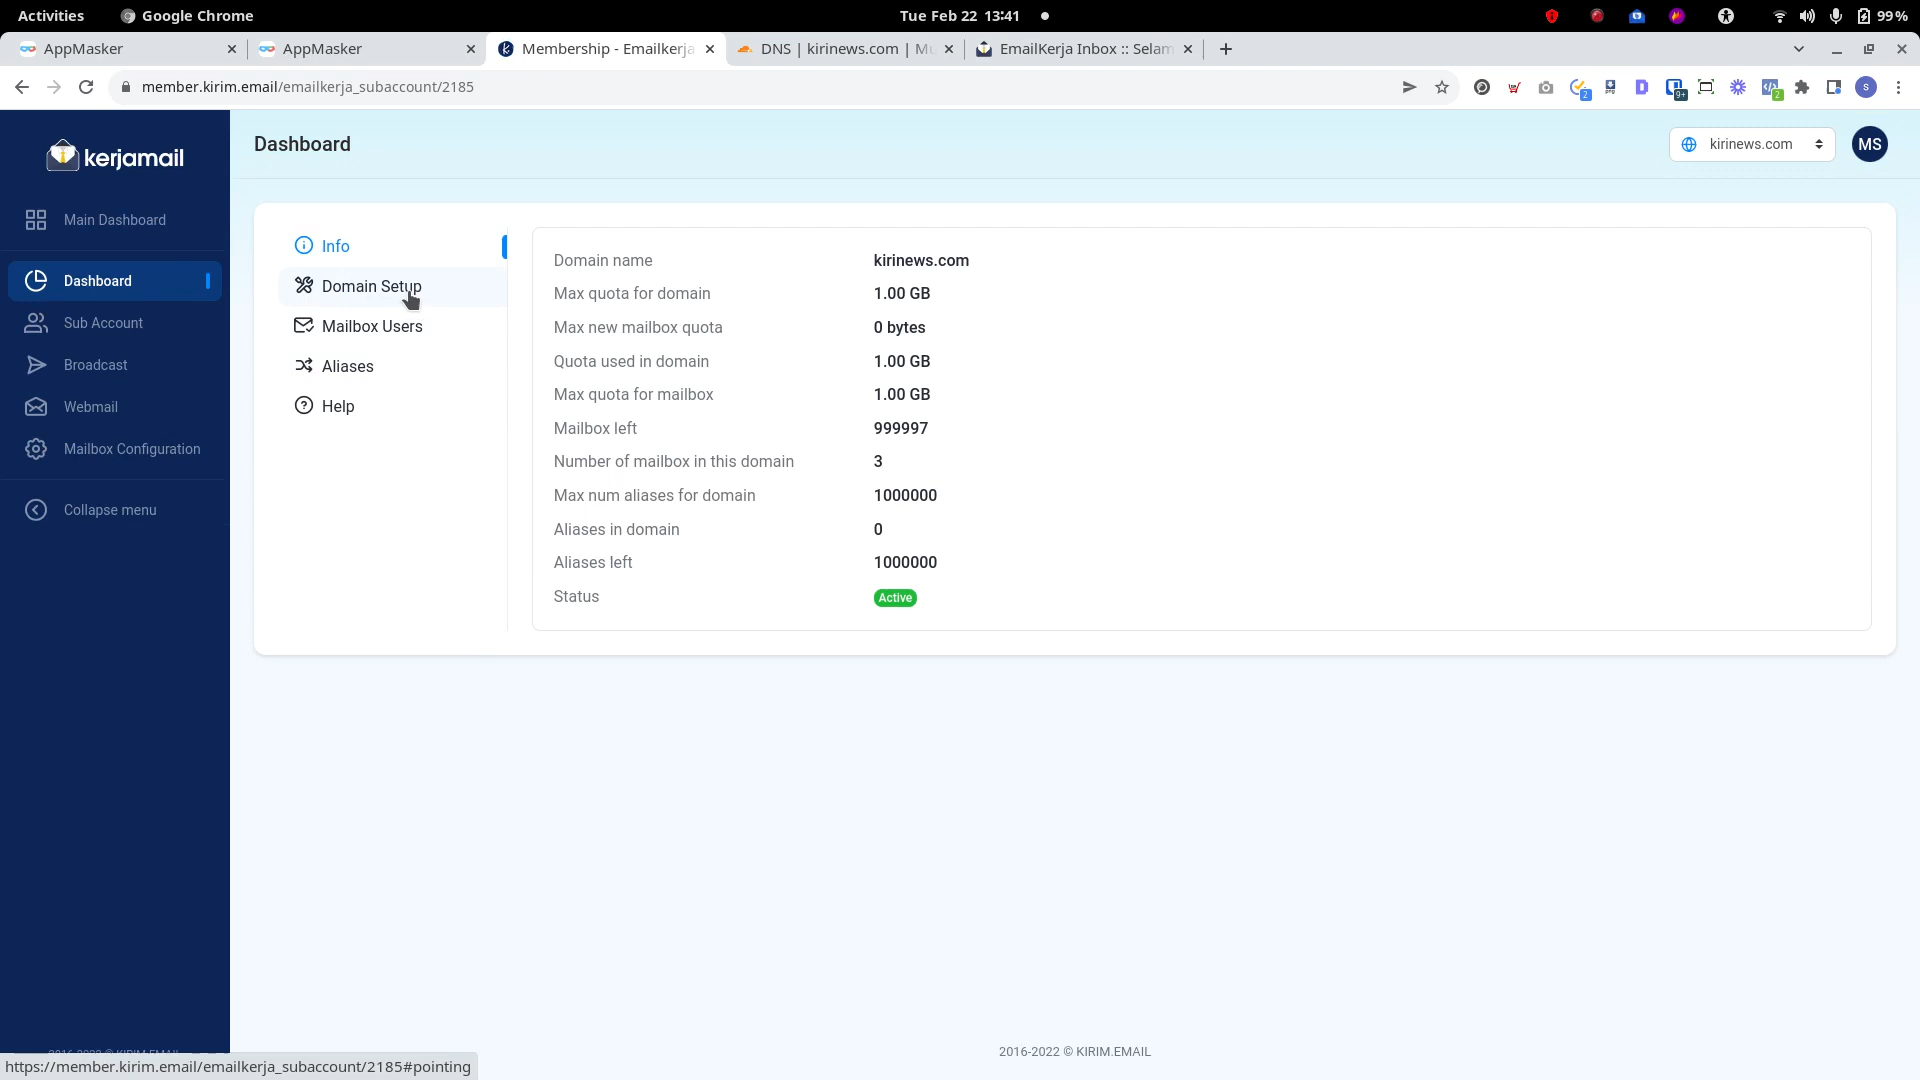 Activities
Google Chrome
Tue Feb 22 13:41
99%
AppMasker
AppMasker
Membership - Emailkerja
DNS | kirinews.com | Mu
EmailKerja Inbox :: Selam
member.kirim.email/emailkerja_subaccount/2185
2
9+
2
S
kerjamail
Main Dashboard
Dashboard
Sub Account
Broadcast
Webmail
Mailbox Configuration
Collapse menu
Dashboard
kirinews.com
MS
Info
Domain Setup
Mailbox Users
Aliases
Help
Domain name kirinews.com
Max quota for domain 1.00 GB
Max new mailbox quota 0 bytes
Quota used in domain 1.00 GB
Max quota for mailbox 1.00 GB
Mailbox left 999997
Number of mailbox in this domain 3
Max num aliases for domain 1000000
Aliases in domain 0
Aliases left 1000000
Status Active
2016-2022 © KIRIM.EMAIL
2016-2022 © KIRIM.EMAIL
https://member.kirim.email/emailkerja_subaccount/2185#pointing